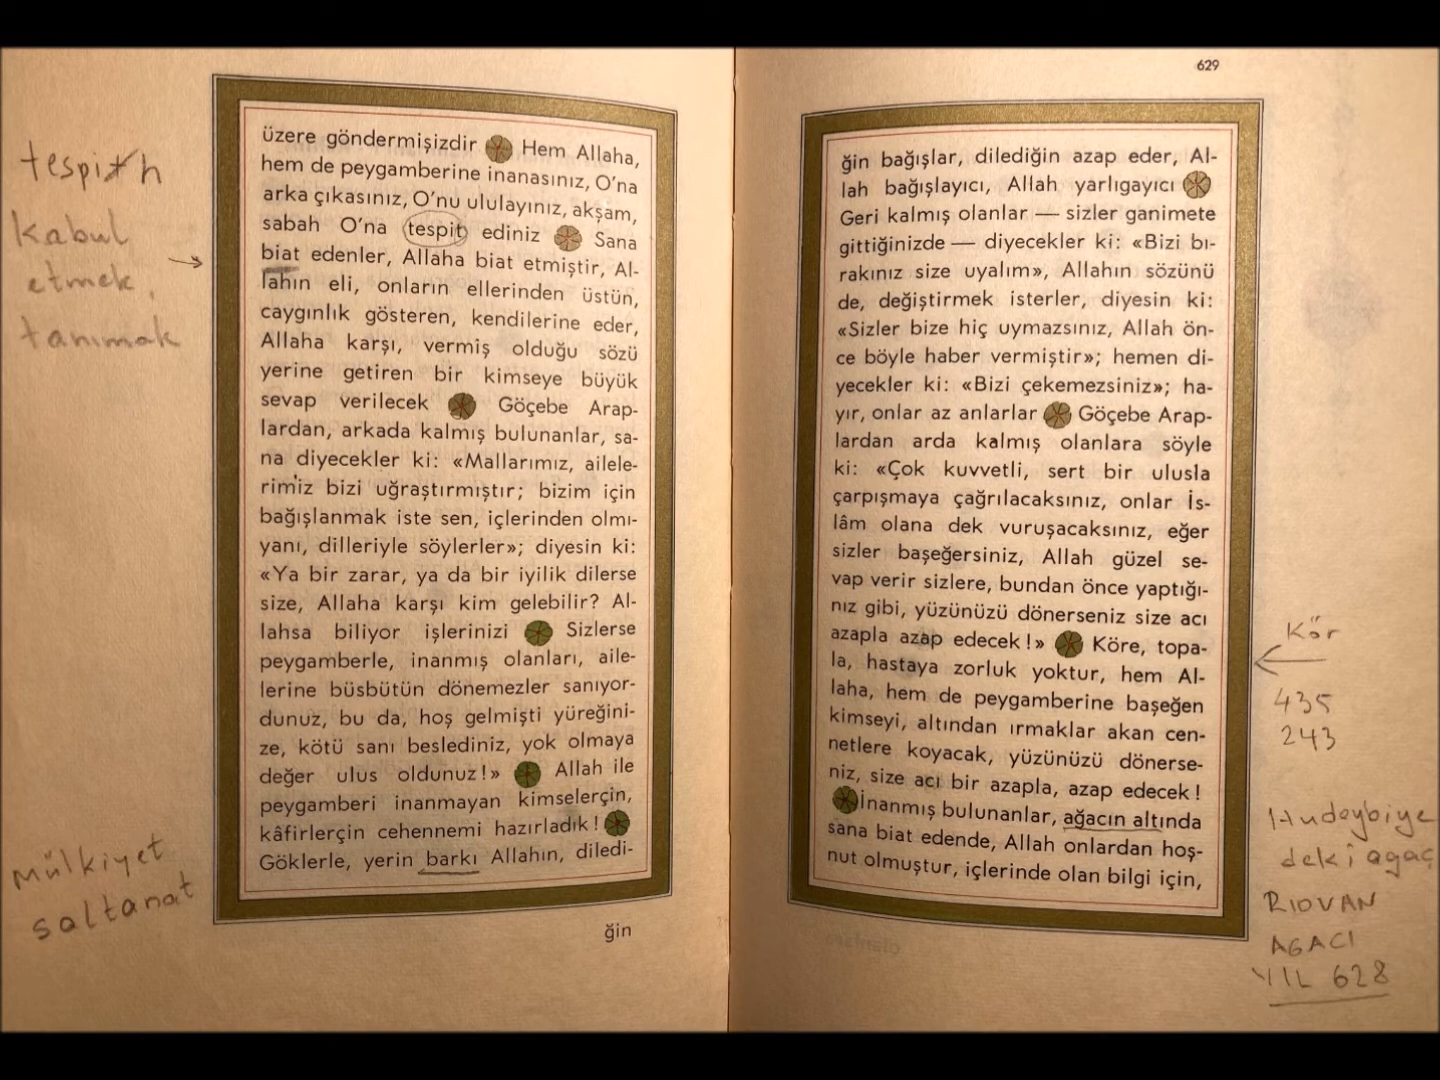 üzere göndermişizdir Hem Allaha,
hem de peygamberine inanasınız, O'na
arka çıkasınız, O'nu ululayınız, akşam,
sabah O'na tespit ediniz Sana
biat edenler, Allaha biat etmiştir, Al-
lahın eli, onların ellerinden üstün,
caygınlık gösteren, kendilerine eder,
Allaha karşı, vermiş olduğu sözü
yerine getiren bir kimseye büyük
sevap verilecek Göçebe Arap-
lardan, arkada kalmış bulunanlar, sa-
na diyecekler ki: «Mallarımız, ailele-
rimiz bizi uğraştırmıştır; bizim için
bağışlanmak iste sen, içlerinden olmı-
yanı, dilleriyle söylerler»; diyesin ki:
«Ya bir zarar, ya da bir iyilik dilerse
size, Allaha karşı kim gelebilir? Al-
lahsa biliyor işlerinizi Sizlerse
peygamberle, inanmış olanları, aile-
lerine büsbütün dönemezler sanıyor-
dunuz, bu da, hoş gelmişti yüreğini-
ze, kötü sanı beslediniz, yok olmaya
değer ulus oldunuz!» Allah ile
peygamberi inanmayan kimselerçin,
kâfirlerçin cehennemi hazırladık!
Göklerle, yerin barkı Allahın, diledi-
ğin
tespih
kabul
etmek,
tanımak
mülkiyet
saltanat
629
ğin bağışlar, dilediğin azap eder, Al-
lah bağışlayıcı, Allah yarlıgayıcı
Geri kalmış olanlar — sizler ganimete
gittiğinizde — diyecekler ki: «Bizi bı-
rakınız size uyalım», Allahın sözünü
de, değiştirmek isterler, diyesin ki:
«Sizler bize hiç uymazsınız, Allah ön-
ce böyle haber vermiştir»; hemen di-
yecekler ki: «Bizi çekemezsiniz»; ha-
yır, onlar az anlarlar Göçebe Arap-
lardan arda kalmış olanlara söyle
ki: «Çok kuvvetli, sert bir ulusla
çarpışmaya çağrılacaksınız, onlar İs-
lâm olana dek vuruşacaksınız, eğer
sizler başeğersiniz, Allah güzel se-
vap verir sizlere, bundan önce yaptığı-
nız gibi, yüzünüzü dönerseniz size acı
azapla azap edecek!» Köre, topa-
la, hastaya zorluk yoktur, hem Al-
laha, hem de peygamberine başeğen
kimseyi, altından ırmaklar akan cen-
netlere koyacak, yüzünüzü dönerse-
niz, size acı bir azapla, azap edecek!
İnanmış bulunanlar, ağacın altında
sana biat edende, Allah onlardan hoş-
nut olmuştur, içlerinde olan bilgi için,
Kör
435
243
Hudeybiye
deki ağaç
RIDVAN
AGACI
YIL 628